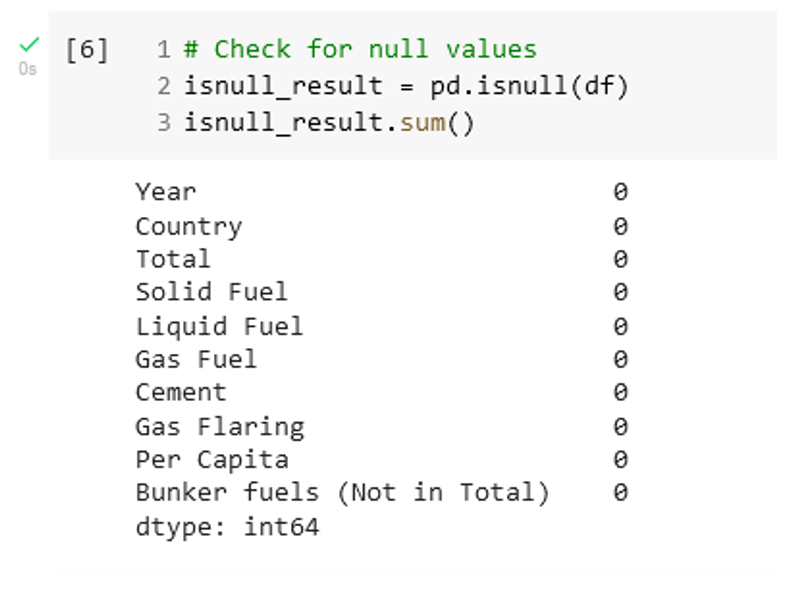 [6] 1 # Check for null values
0s 2 isnull_result = pd.isnull(df)
3 isnull_result.sum()
Year 0
Country 0
Total 0
Solid Fuel 0
Liquid Fuel 0
Gas Fuel 0
Cement 0
Gas Flaring 0
Per Capita 0
Bunker fuels (Not in Total) 0
dtype: int64